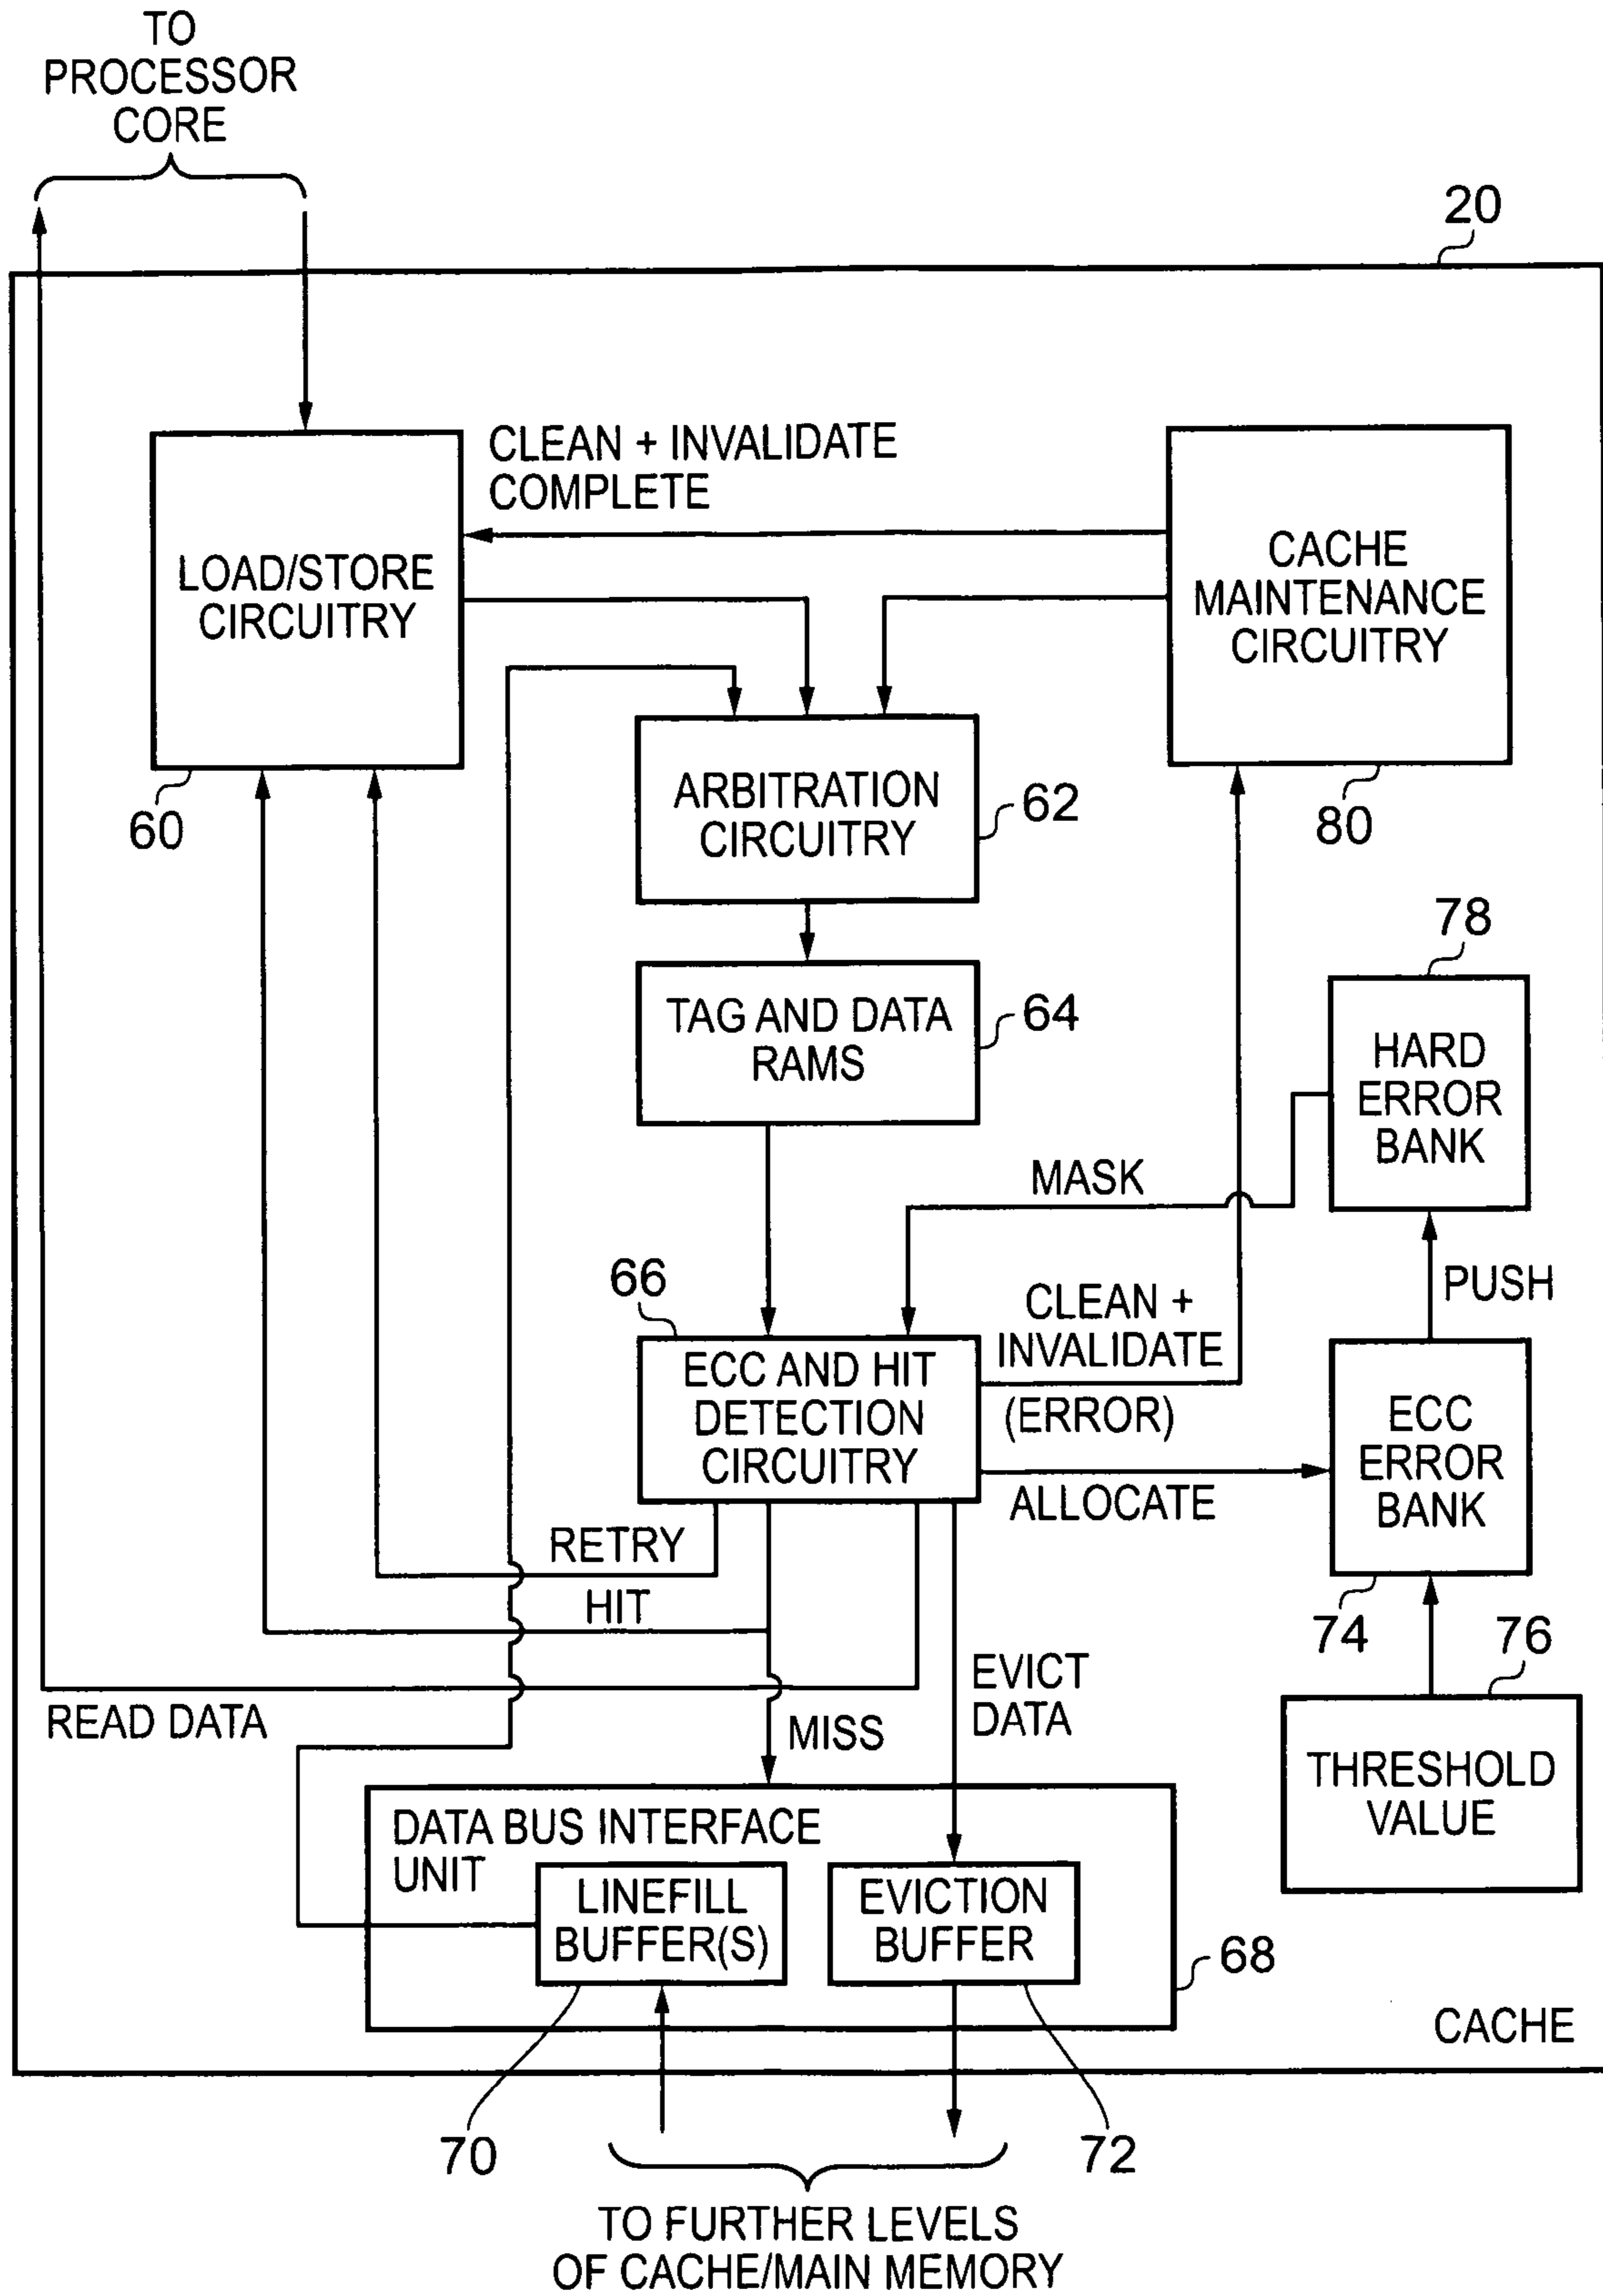 TO
PROCESSOR
CORE
20
CLEAN + INVALIDATE
COMPLETE
LOAD/STORE
CIRCUITRY
CACHE
MAINTENANCE
CIRCUITRY
60
ARBITRATION
CIRCUITRY
62
80
78
TAG AND DATA
RAMS
64
HARD
ERROR
BANK
MASK
66
CLEAN +
INVALIDATE
(ERROR)
PUSH
ECC AND HIT
DETECTION
CIRCUITRY
ECC
ERROR
BANK
ALLOCATE
RETRY
HIT
74
76
EVICT
DATA
READ DATA
MISS
THRESHOLD
VALUE
DATA BUS INTERFACE
UNIT
LINEFILL
BUFFER(S)
EVICTION
BUFFER
68
CACHE
70
72
TO FURTHER LEVELS
OF CACHE/MAIN MEMORY